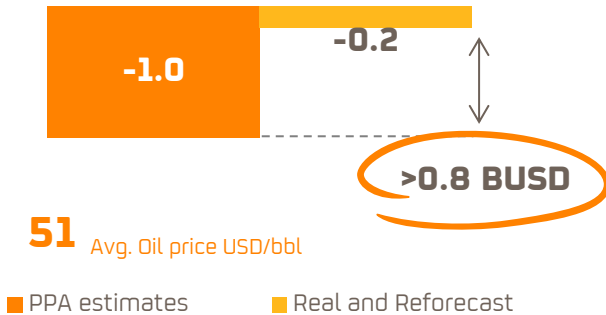 -0.2
-1.0
>0.8 BUSD
51 Avg. Oil price USD/bbl
PPA estimates Real and Reforecast